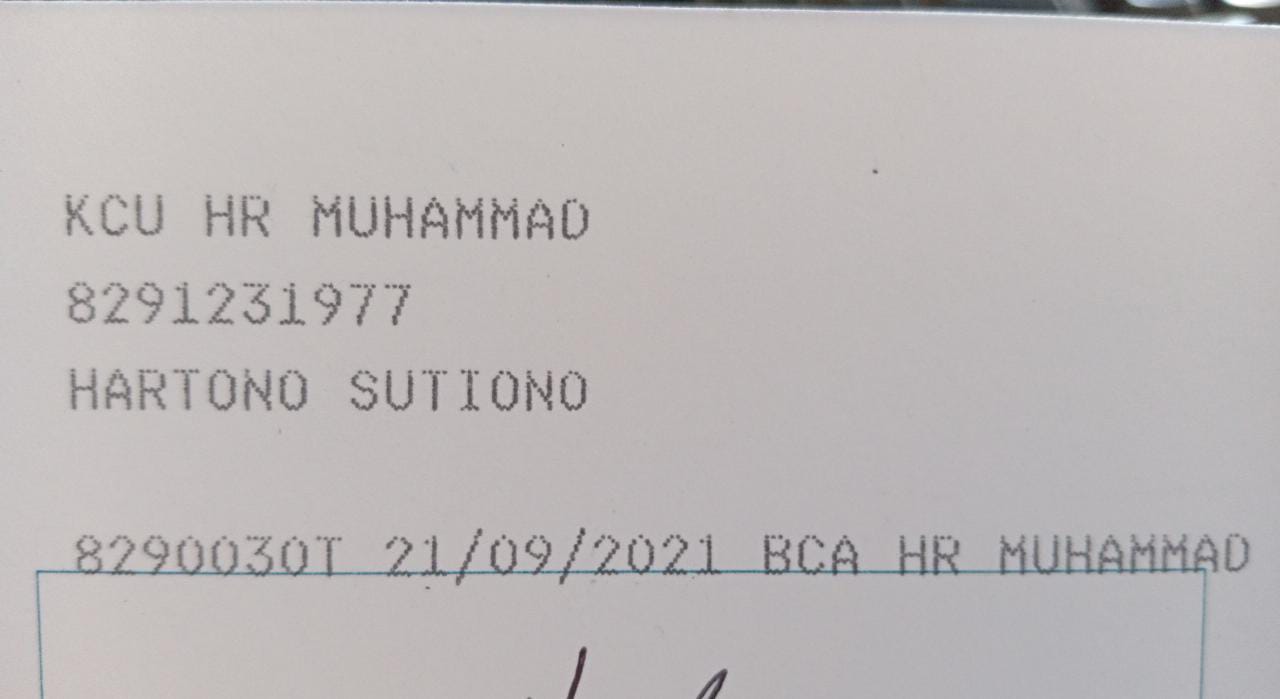 KCU HR MUHAMMAD
8291231977
HARTONO SUTIONO
8290030T 21/09/2021 BCA HR MUHAMMAD